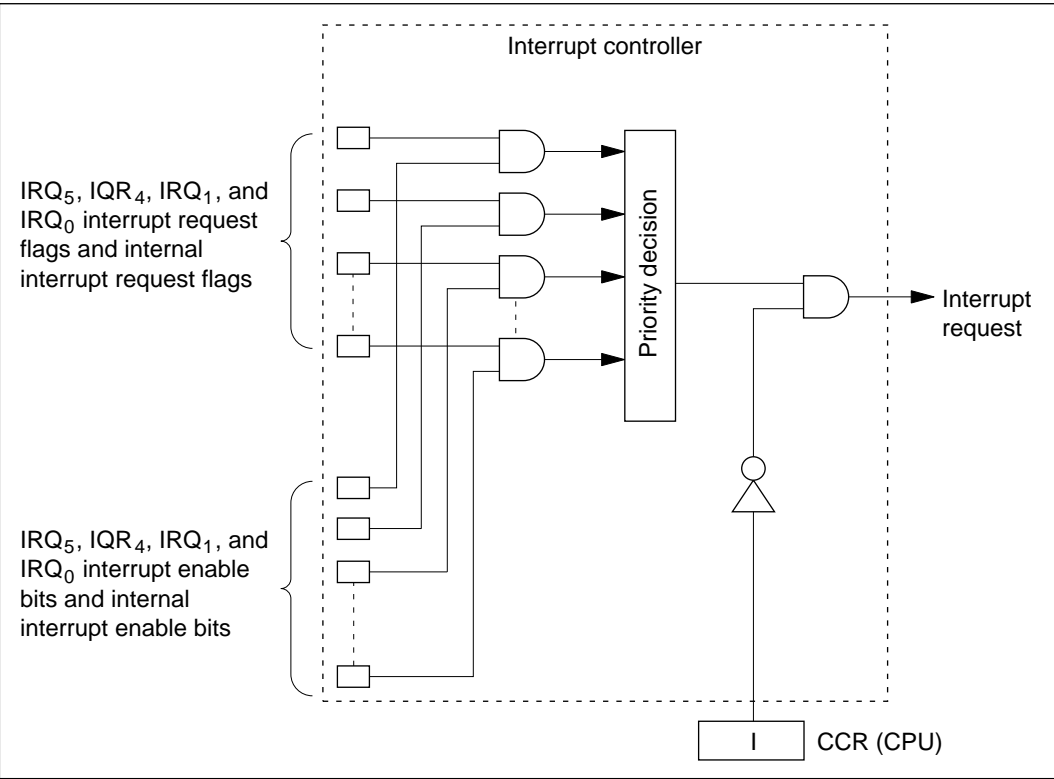 Interrupt controller
IRQ5, IQR4, IRQ1, and
IRQ0 interrupt request
flags and internal
interrupt request flags
Priority decision
Interrupt
request
IRQ5, IQR4, IRQ1, and
IRQ0 interrupt enable
bits and internal
interrupt enable bits
I
CCR (CPU)